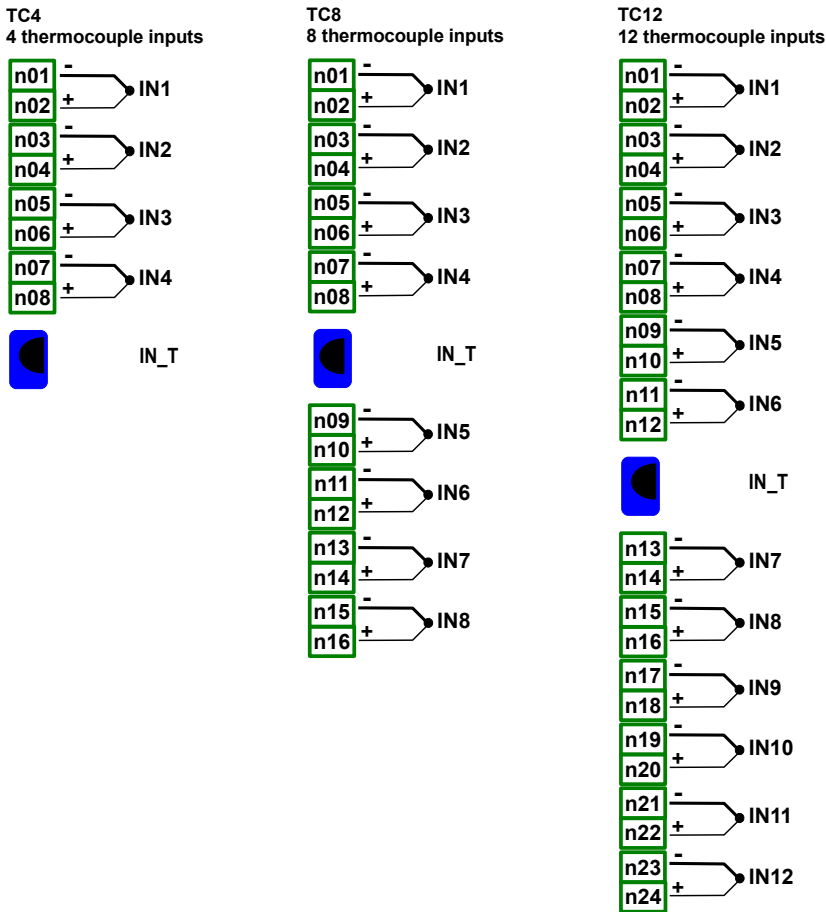 TC4
4 thermocouple inputs
n01 - IN1
n02 +
n03 - IN2
n04 +
n05 - IN3
n06 +
n07 - IN4
n08 +
IN_T
TC8
8 thermocouple inputs
n01 - IN1
n02 +
n03 - IN2
n04 +
n05 - IN3
n06 +
n07 - IN4
n08 +
IN_T
n09 - IN5
n10 +
n11 - IN6
n12 +
n13 - IN7
n14 +
n15 - IN8
n16 +
TC12
12 thermocouple inputs
n01 - IN1
n02 +
n03 - IN2
n04 +
n05 - IN3
n06 +
n07 - IN4
n08 +
n09 - IN5
n10 +
n11 - IN6
n12 +
IN_T
n13 - IN7
n14 +
n15 - IN8
n16 +
n17 - IN9
n18 +
n19 - IN10
n20 +
n21 - IN11
n22 +
n23 - IN12
n24 +